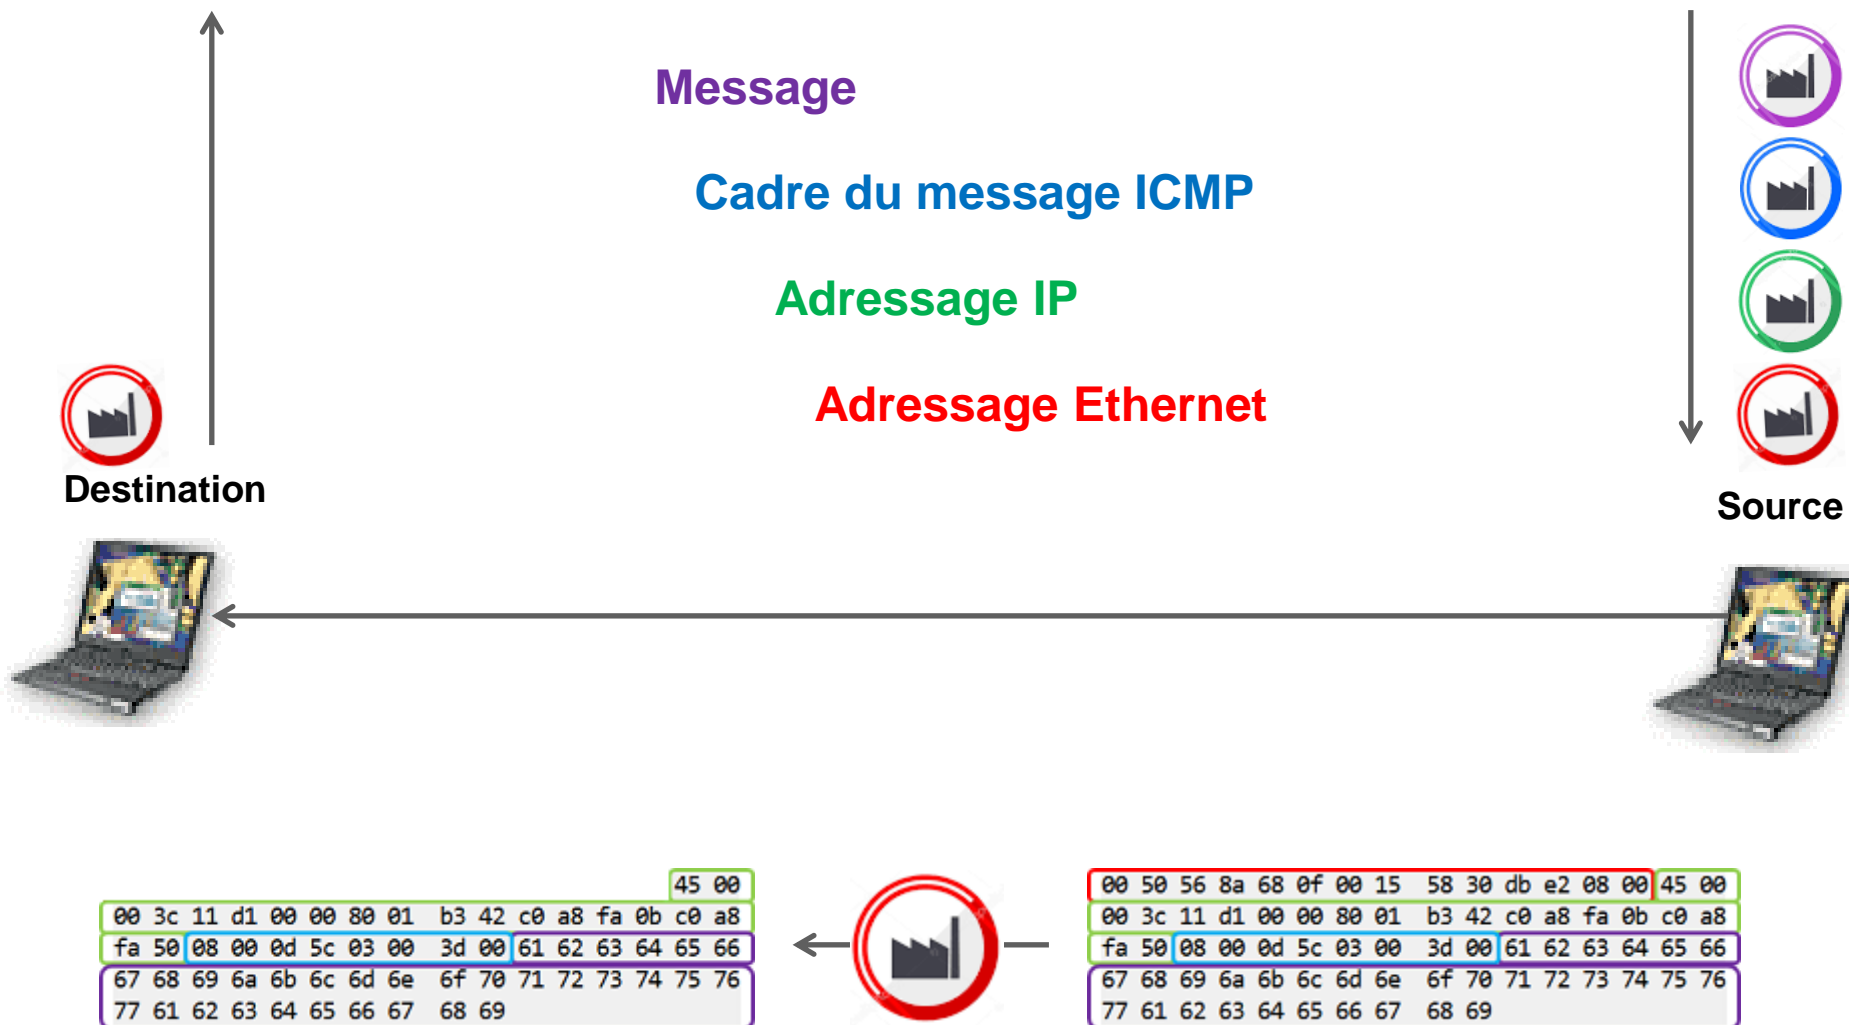 Message
Cadre du message ICMP
Adressage IP
Adressage Ethernet
Destination
Source
45 00
00 3c 11 d1 00 00 80 01 b3 42 c0 a8 fa 0b c0 a8
fa 50 08 00 0d 5c 03 00 3d 00 61 62 63 64 65 66
67 68 69 6a 6b 6c 6d 6e 6f 70 71 72 73 74 75 76
77 61 62 63 64 65 66 67 68 69
00 50 56 8a 68 0f 00 15 58 30 db e2 08 00 45 00
00 3c 11 d1 00 00 80 01 b3 42 c0 a8 fa 0b c0 a8
fa 50 08 00 0d 5c 03 00 3d 00 61 62 63 64 65 66
67 68 69 6a 6b 6c 6d 6e 6f 70 71 72 73 74 75 76
77 61 62 63 64 65 66 67 68 69